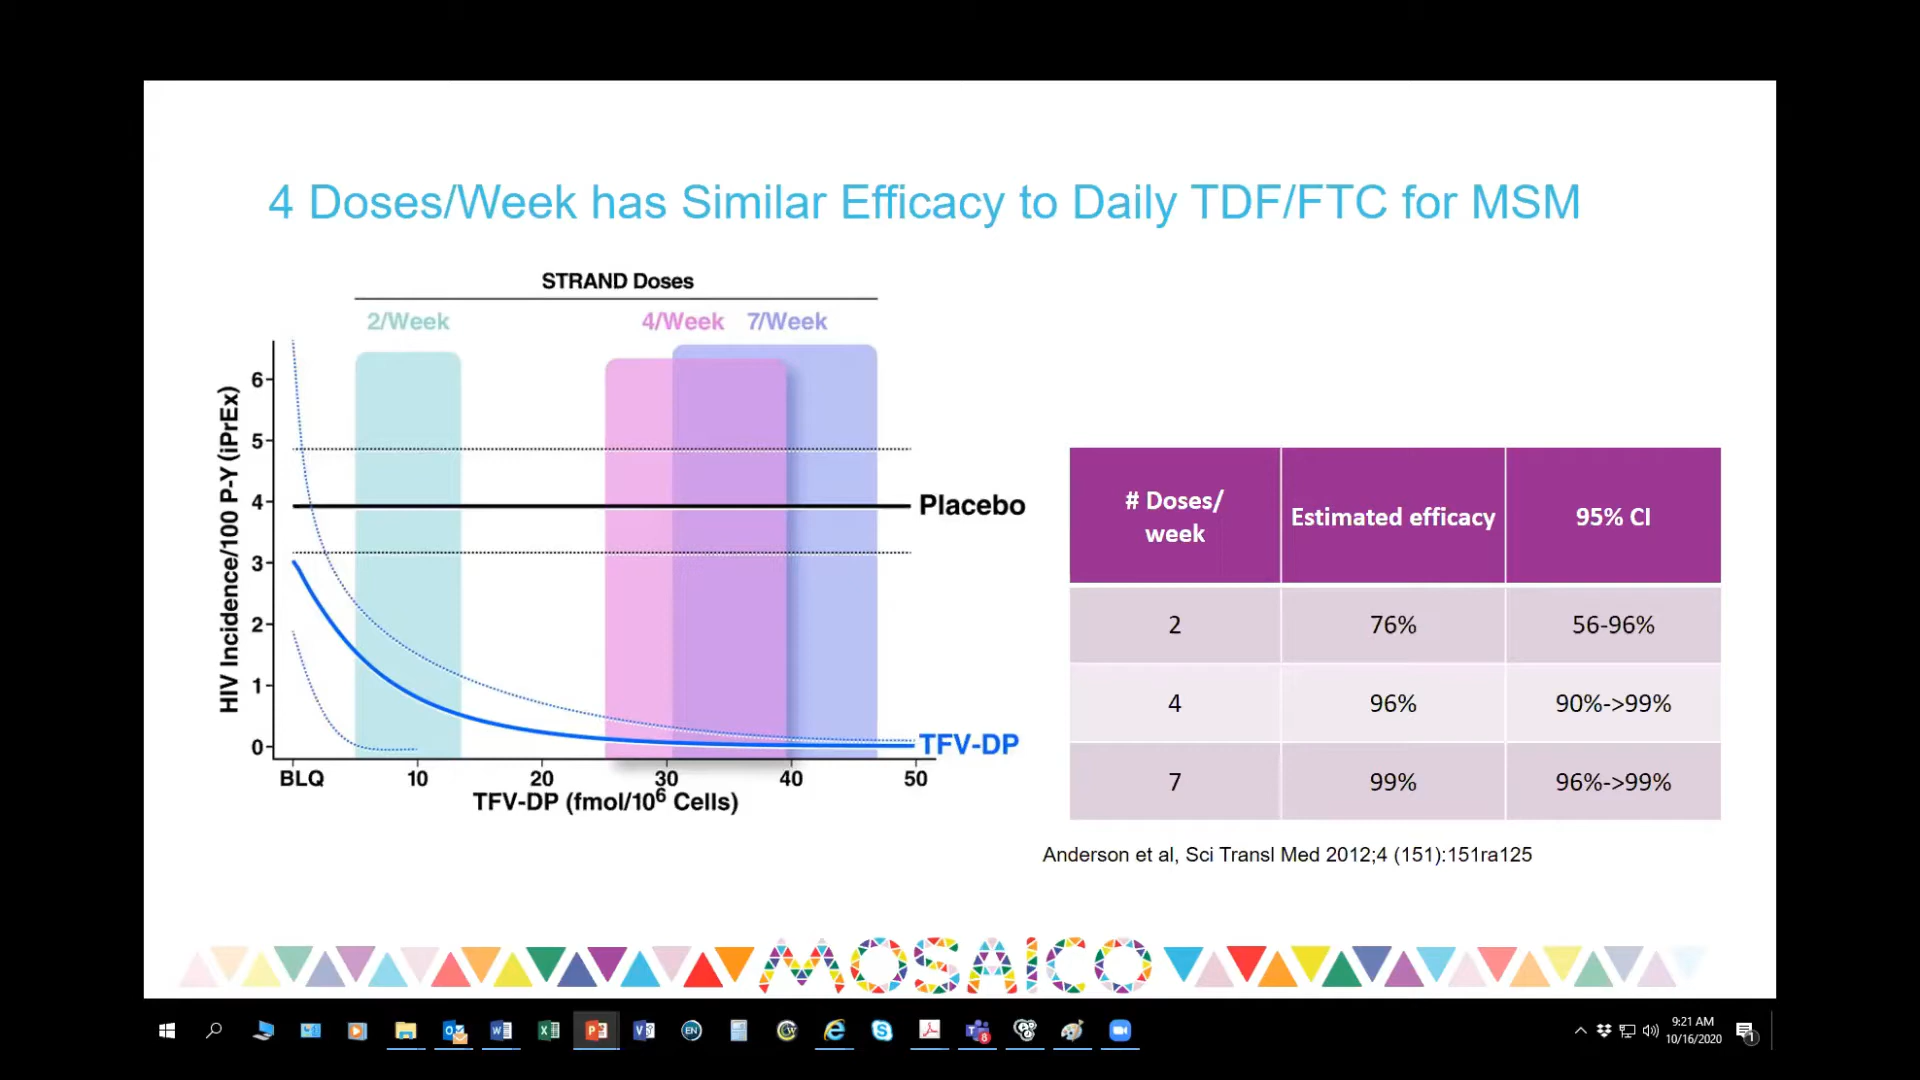 4 Doses/Week has Similar Efficacy to Daily TDF/FTC for MSM
STRAND Doses
2/Week 4/Week 7/Week
HIV Incidence/100 P-Y (iPrEx)
6
5
4
3
2
1
0
Placebo
TFV-DP
BLQ 10 20 30 40 50
TFV-DP (fmol/10⁶ Cells)
# Doses/
week
Estimated efficacy
95% CI
2 76% 56-96%
4 96% 90%->99%
7 99% 96%->99%
Anderson et al, Sci Transl Med 2012;4 (151):151ra125
MOSAICO
EN
8
9:21 AM
10/16/2020
1